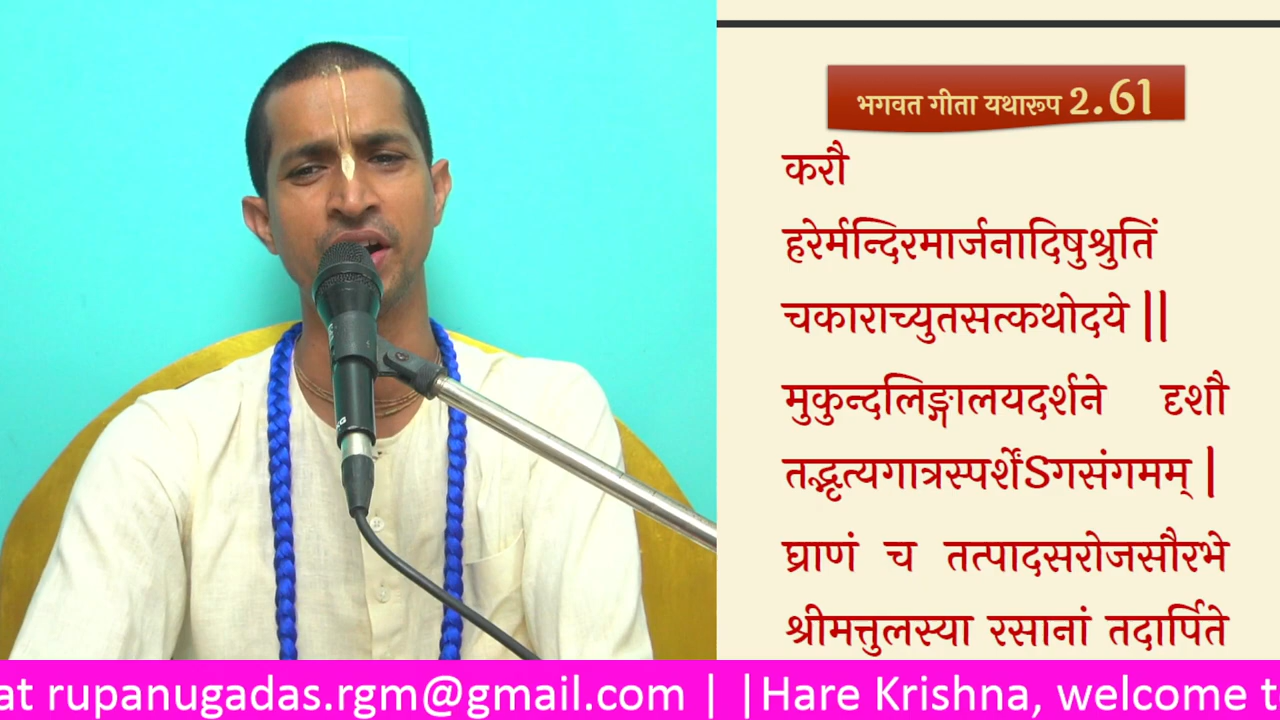 भगवत गीता यथारूप 2.61
करौ
हरेर्मन्दिरमार्जनादिषुश्रुतिं
चकाराच्युतसत्कथोदये ||
मुकुन्दलिङ्गालयदर्शने दृशौ
तद्भृत्यगात्रस्पर्शेंSगसंगमम् |
घ्राणं च तत्पादसरोजसौरभे
श्रीमत्तुलस्या रसानां तदार्पिते
at rupanugadas.rgm@gmail.com | |Hare Krishna, welcome t